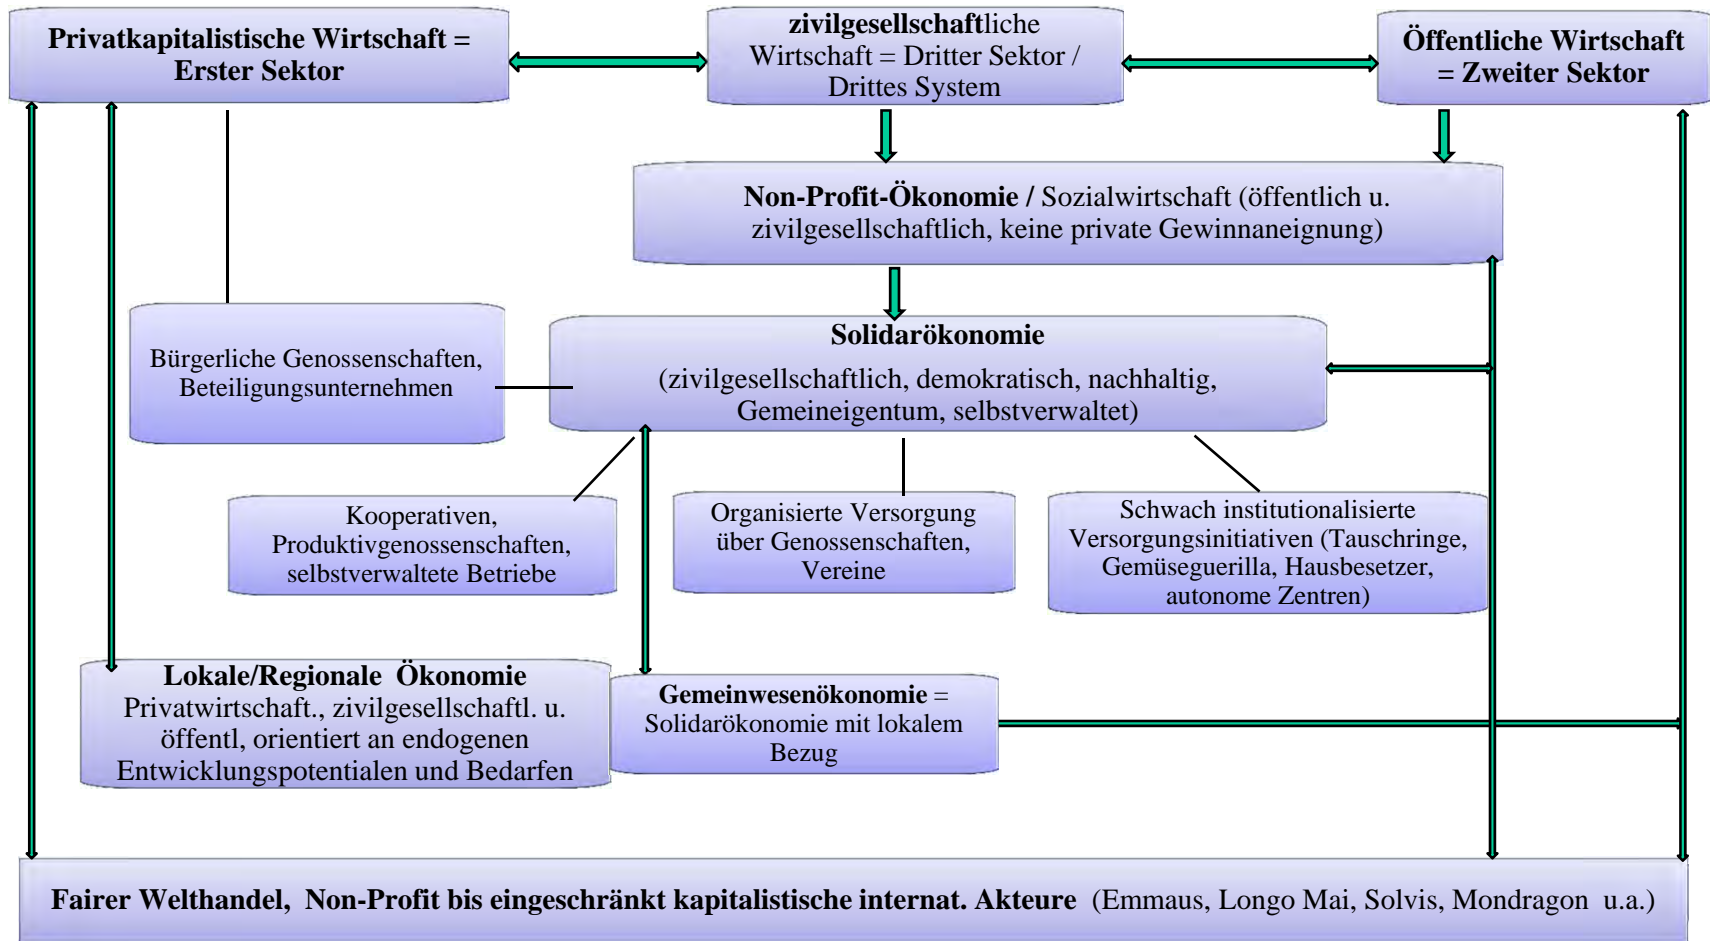 Privatkapitalistische Wirtschaft =
Erster Sektor
zivilgesellschaftliche
Wirtschaft = Dritter Sektor /
Drittes System
Öffentliche Wirtschaft
= Zweiter Sektor
Non-Profit-Ökonomie / Sozialwirtschaft (öffentlich u.
zivilgesellschaftlich, keine private Gewinnaneignung)
Bürgerliche Genossenschaften,
Beteiligungsunternehmen
Solidarökonomie
(zivilgesellschaftlich, demokratisch, nachhaltig,
Gemeineigentum, selbstverwaltet)
Kooperativen,
Produktivgenossenschaften,
selbstverwaltete Betriebe
Organisierte Versorgung
über Genossenschaften,
Vereine
Schwach institutionalisierte
Versorgungsinitiativen (Tauschringe,
Gemüseguerilla, Hausbesetzer,
autonome Zentren)
Lokale/Regionale Ökonomie
Privatwirtschaft., zivilgesellschaftl. u.
öffentl, orientiert an endogenen
Entwicklungspotentialen und Bedarfen
Gemeinwesenökonomie =
Solidarökonomie mit lokalem
Bezug
Fairer Welthandel, Non-Profit bis eingeschränkt kapitalistische internat. Akteure (Emmaus, Longo Mai, Solvis, Mondragon u.a.)